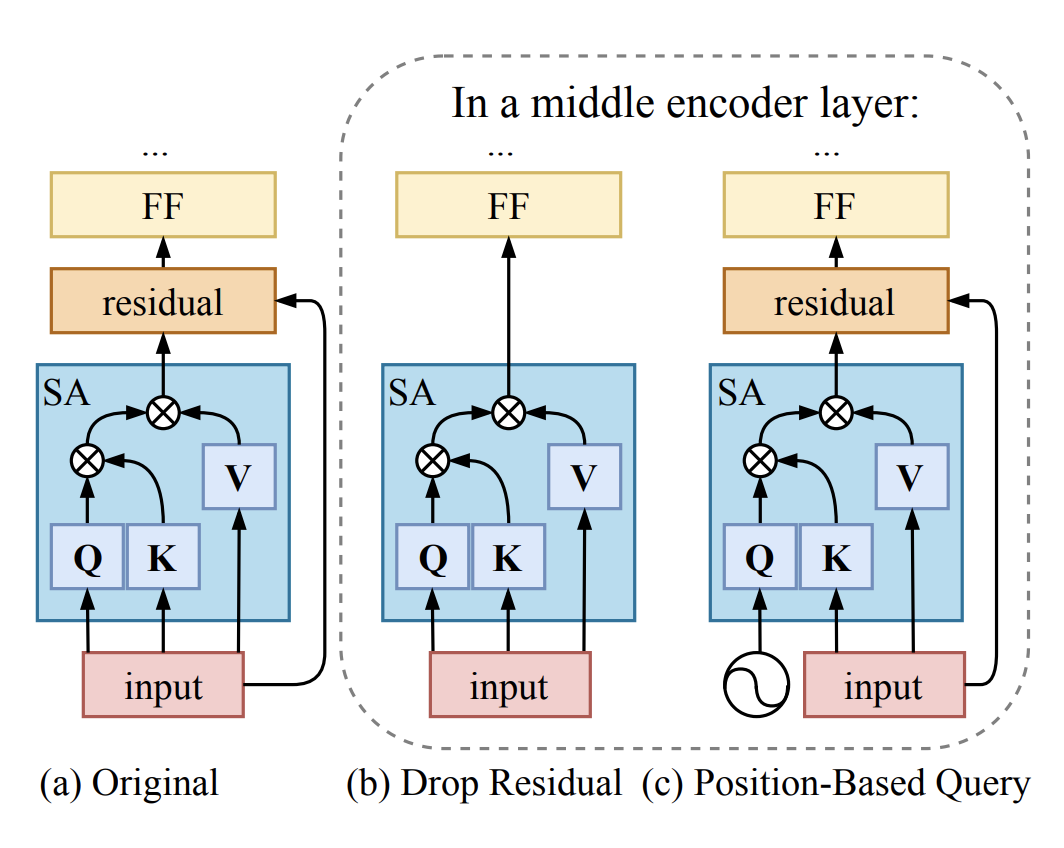 In a middle encoder layer:
...
FF
residual
SA
V
Q K
input
(a) Original
...
FF
SA
V
Q K
input
(b) Drop Residual
...
FF
residual
SA
V
Q K
input
(c) Position-Based Query